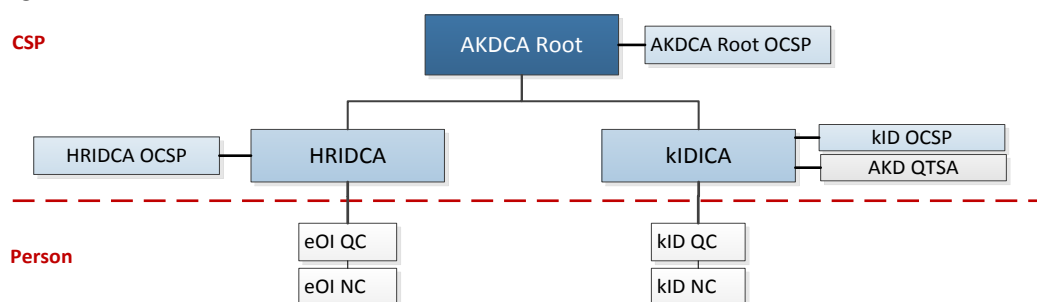 CSP
AKDCA Root
AKDCA Root OCSP
HRIDCA OCSP
HRIDCA
kIDICA
kID OCSP
AKD QTSA
Person
eOI QC
eOI NC
kID QC
kID NC